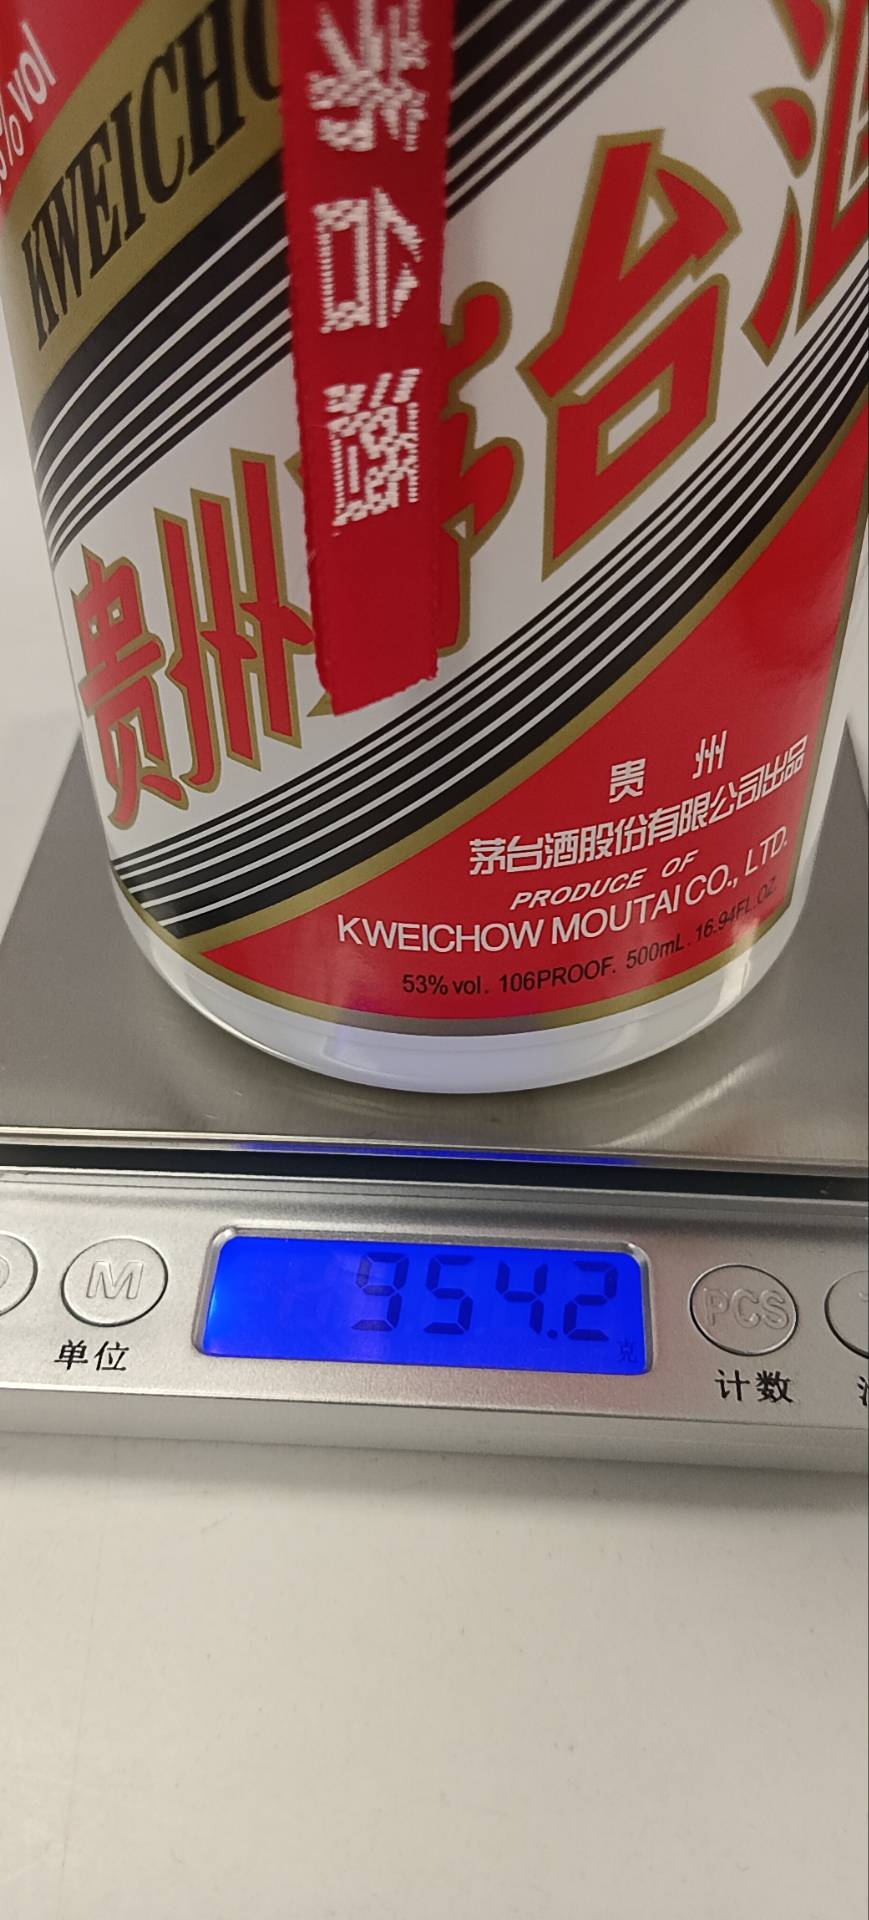 %vol
KWEICHO
茅
台
酒
贵州茅台酒
贵州
茅台酒股份有限公司出品
PRODUCE OF
KWEICHOW MOUTAI CO., LTD.
53% vol. 106PROOF. 500mL. 16.94FL.OZ.
954.2
克
M
PCS
单位
计数